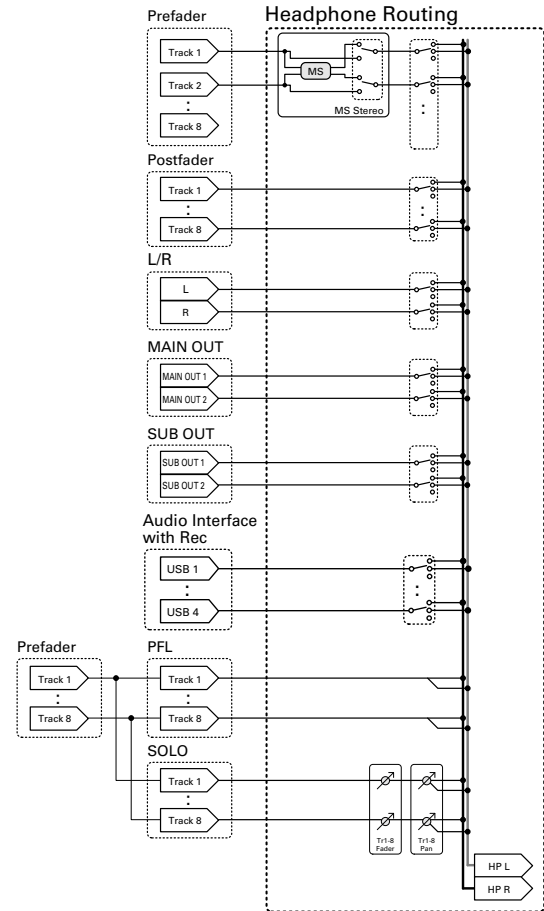 Prefader
Headphone Routing
Track 1
Track 2
:
Track 8
MS
MS Stereo
:
Postfader
Track 1
:
Track 8
:
L/R
L
R
MAIN OUT
MAIN OUT 1
MAIN OUT 2
SUB OUT
SUB OUT 1
SUB OUT 2
Audio Interface
with Rec
USB 1
:
USB 4
:
Prefader
Track 1
:
Track 8
PFL
Track 1
:
Track 8
SOLO
Track 1
:
Track 8
Tr1-8
Fader
Tr1-8
Pan
HP L
HP R